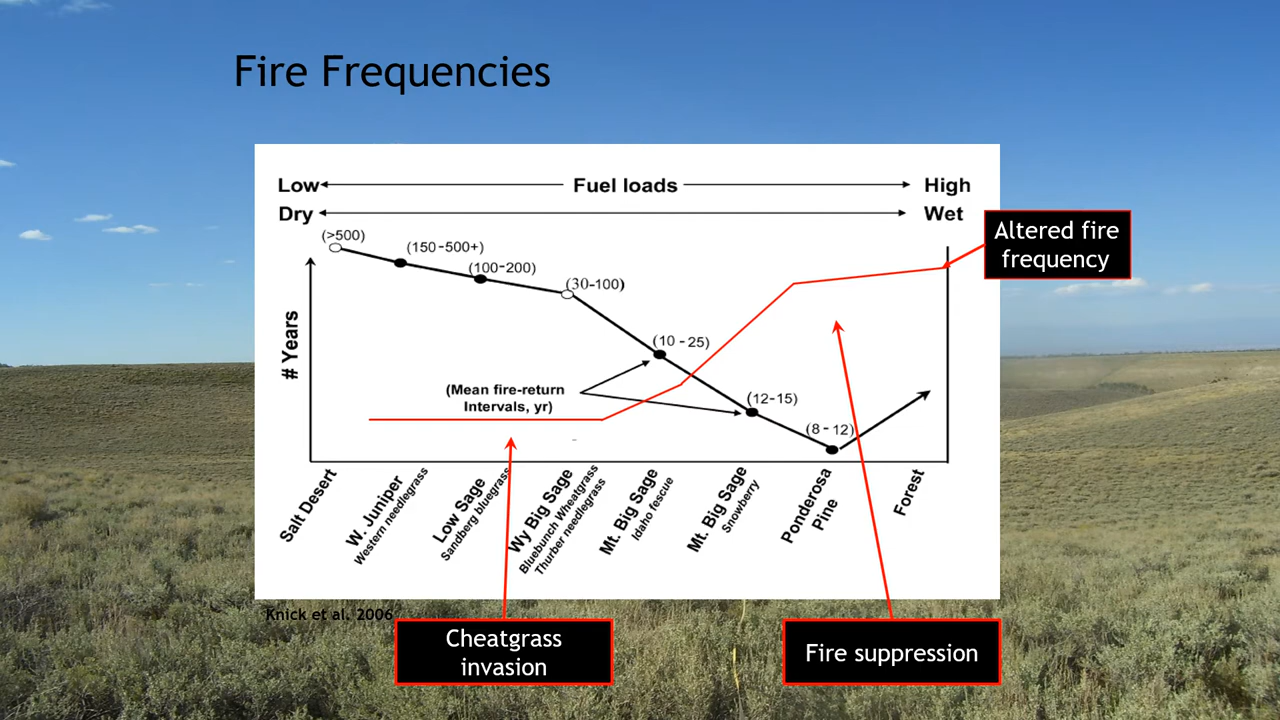 Fire Frequencies
Low
Fuel loads
High
Dry
Wet
Altered fire
frequency
(>500)
(150-500+)
(100-200)
(30-100)
(10 - 25)
(12-15)
(8 - 12)
# Years
(Mean fire-return
Intervals, yr)
Salt Desert
W. Juniper
Western needlegrass
Low Sage
Sandberg bluegrass
Wy Big Sage
Bluebunch Wheatgrass
Thurber needlegrass
Mt. Big Sage
Idaho fescue
Mt. Big Sage
Snowberry
Ponderosa
Pine
Forest
Knick et al. 2006
Cheatgrass
invasion
Fire suppression